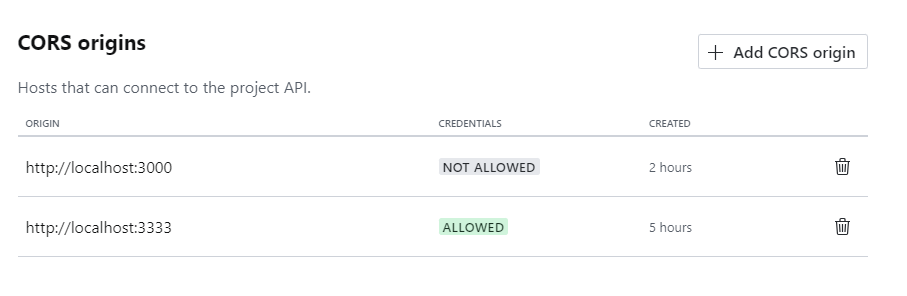 CORS origins
+ Add CORS origin
Hosts that can connect to the project API.
ORIGIN CREDENTIALS CREATED
http://localhost:3000 NOT ALLOWED 2 hours
http://localhost:3333 ALLOWED 5 hours